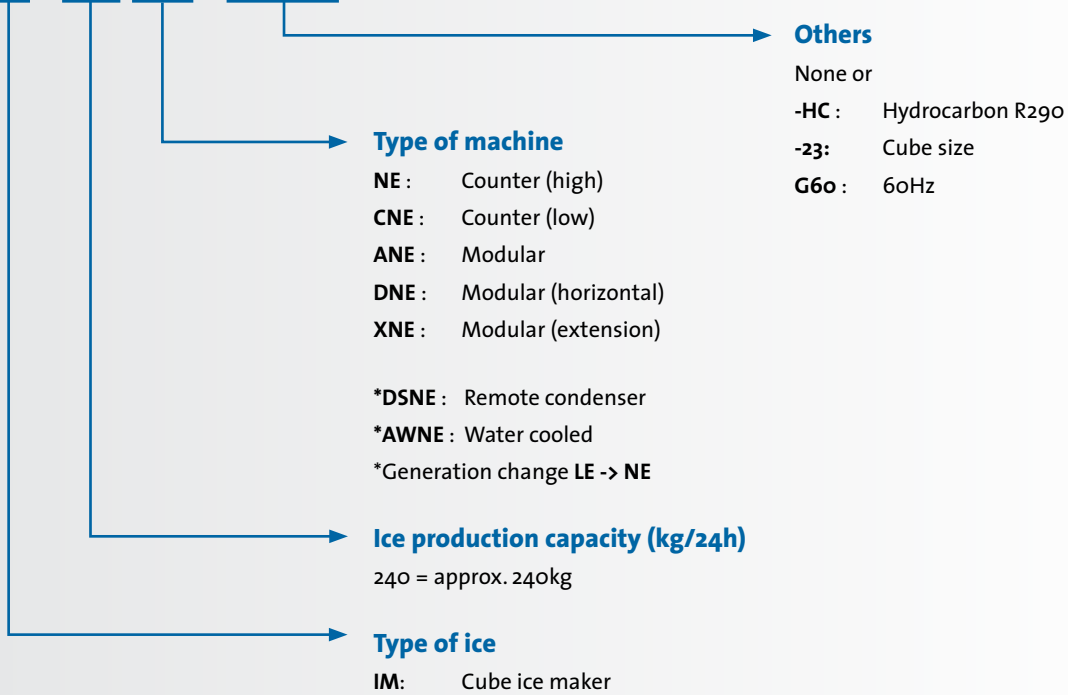 Others
None or
-HC : Hydrocarbon R290
-23: Cube size
G60 : 60Hz
Type of machine
NE : Counter (high)
CNE : Counter (low)
ANE : Modular
DNE : Modular (horizontal)
XNE : Modular (extension)
*DSNE : Remote condenser
*AWNE : Water cooled
*Generation change LE -> NE
Ice production capacity (kg/24h)
240 = approx. 240kg
Type of ice
IM: Cube ice maker